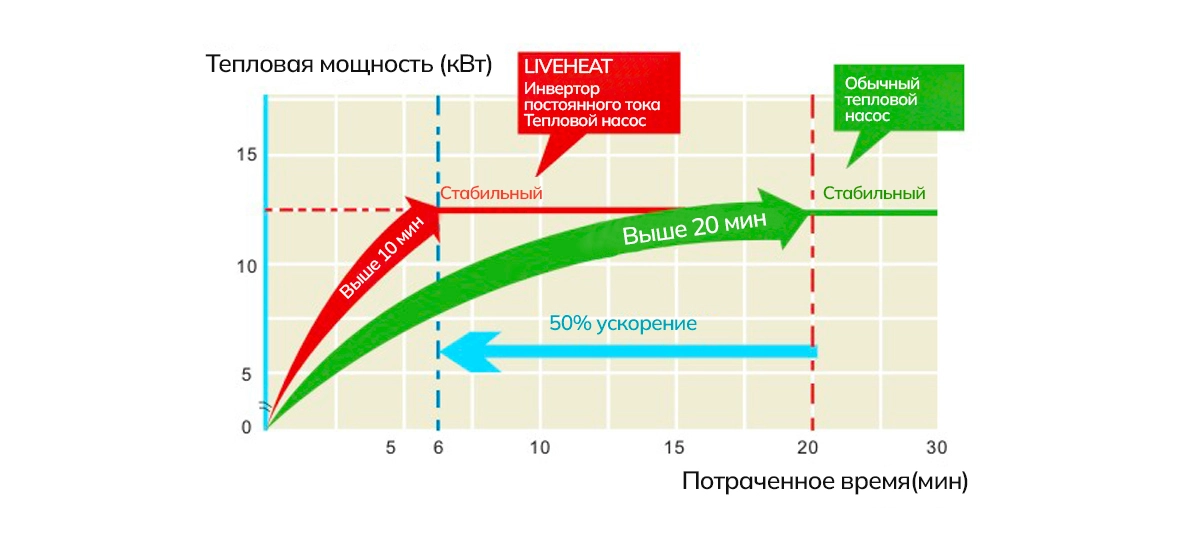 Тепловая мощность (кВт)
LIVEHEAT
Инвертор
постоянного тока
Тепловой насос
Обычный
тепловой
насос
15
Стабильный
Стабильный
Выше 10 мин
Выше 20 мин
10
50% ускорение
5
0
5 6 10 15 20 30
Потраченное время(мин)